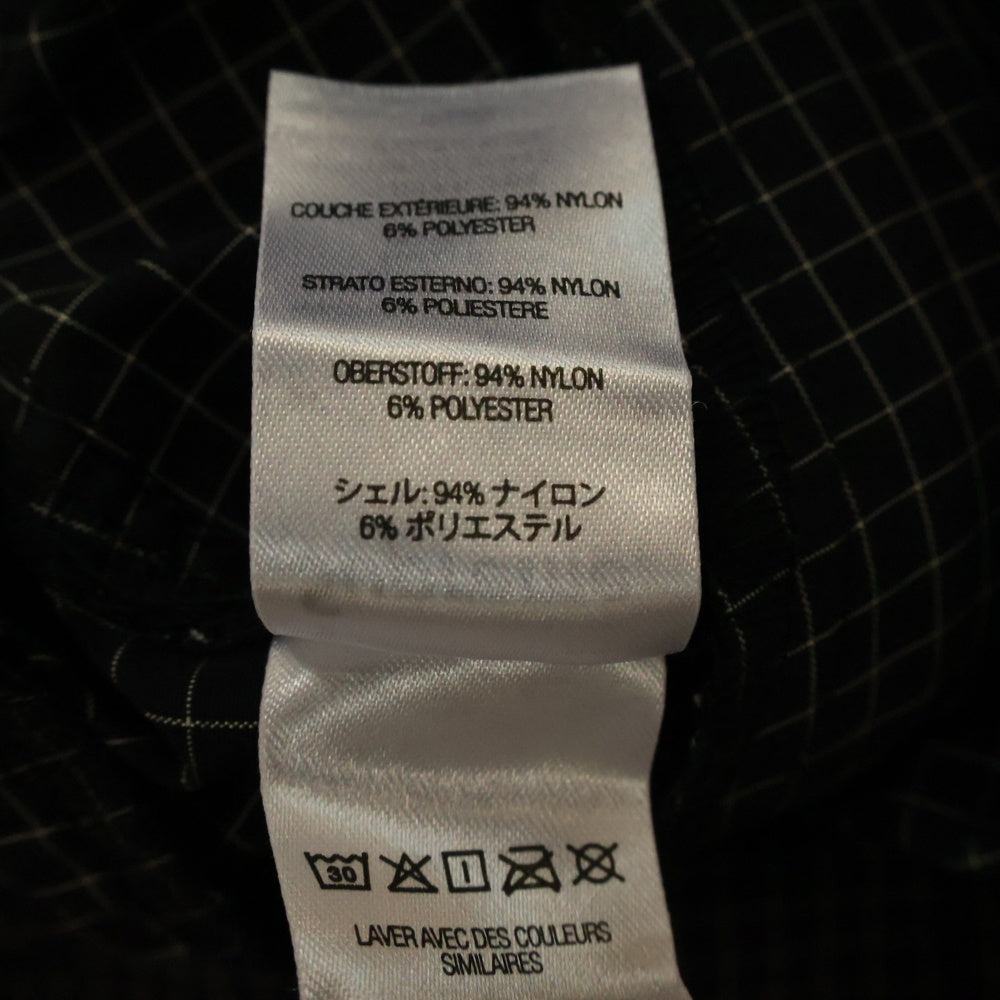 COUCHE EXTÉRIEURE: 94% NYLON
6% POLYESTER
STRATO ESTERNO: 94% NYLON
6% POLIESTERE
OBERSTOFF: 94% NYLON
6% POLYESTER
シェル: 94% ナイロン
6% ポリエステル
30
LAVER AVEC DES COULEURS
SIMILAIRES